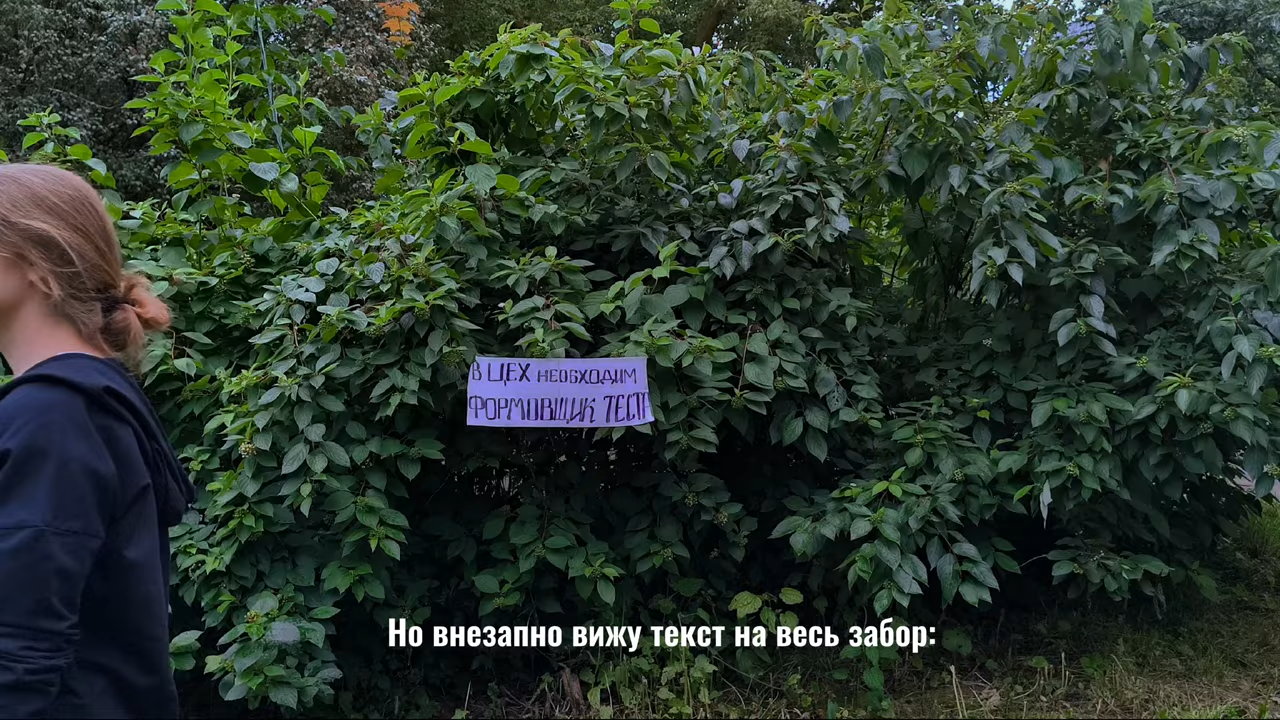 В ЦЕХ НЕОБХОДИМ
ФОРМОВЩИК ТЕСТА
Но внезапно вижу текст на весь забор: